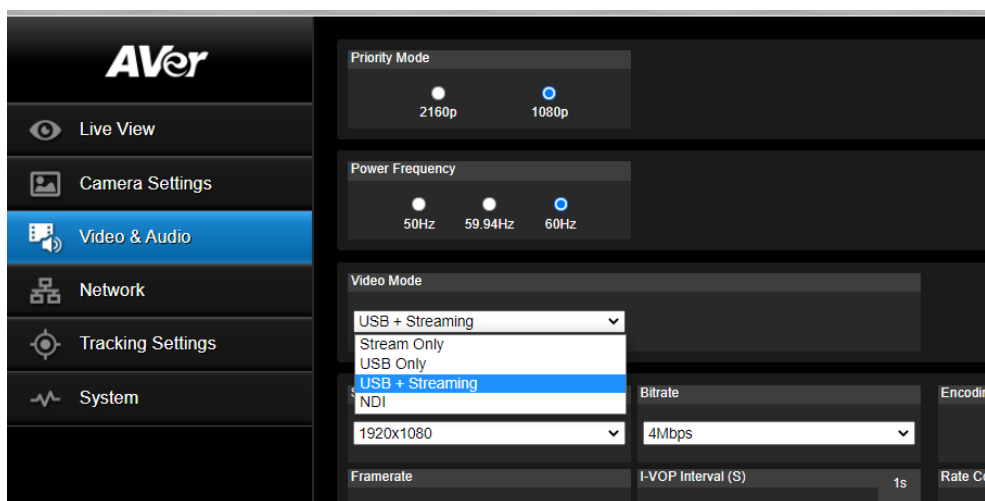 AVer
Live View
Camera Settings
Video & Audio
Network
Tracking Settings
System
Priority Mode
2160p 1080p
Power Frequency
50Hz 59.94Hz 60Hz
Video Mode
USB + Streaming
Stream Only
USB Only
USB + Streaming
NDI
Bitrate
1920x1080
4Mbps
Framerate
I-VOP Interval (S) 1s